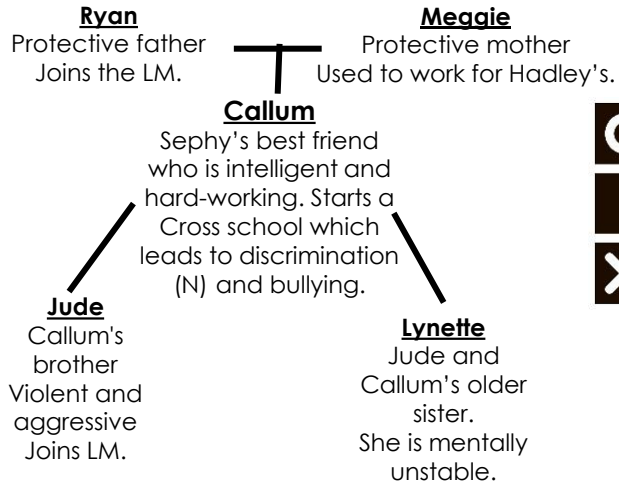 Ryan
Protective father
Joins the LM.
Meggie
Protective mother
Used to work for Hadley’s.
Callum
Sephy’s best friend
who is intelligent and
hard-working. Starts a
Cross school which
leads to discrimination
(N) and bullying.
Jude
Callum's
brother
Violent and
aggressive
Joins LM.
Lynette
Jude and
Callum’s older
sister.
She is mentally
unstable.